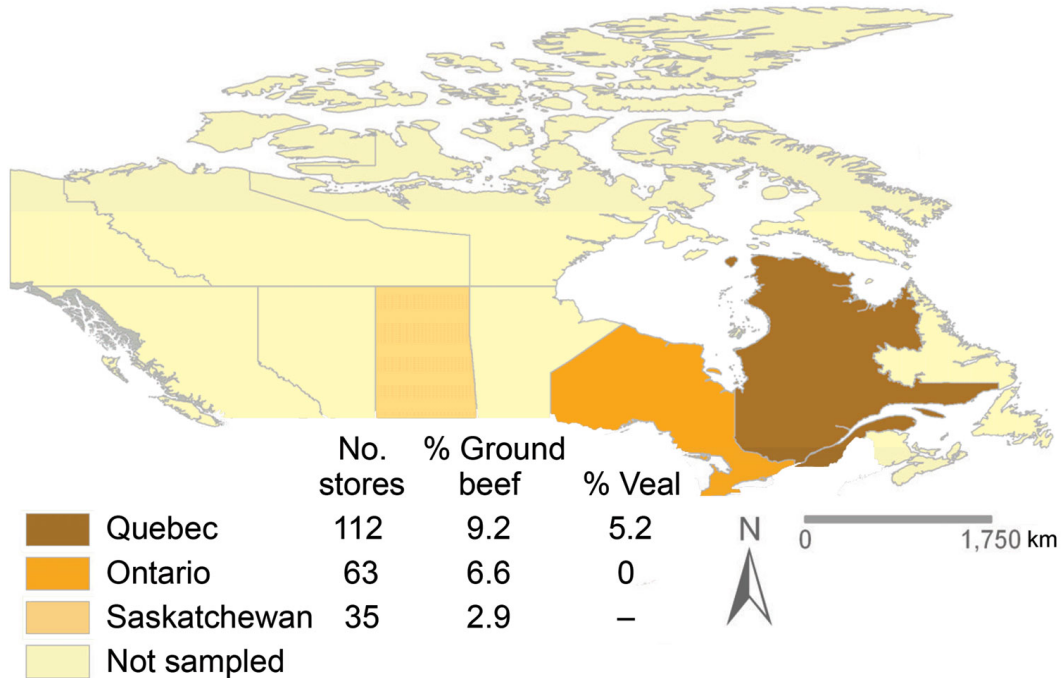 No. stores % Ground beef % Veal
Quebec 112 9.2 5.2
Ontario 63 6.6 0
Saskatchewan 35 2.9 –
Not sampled
N
0 1,750 km